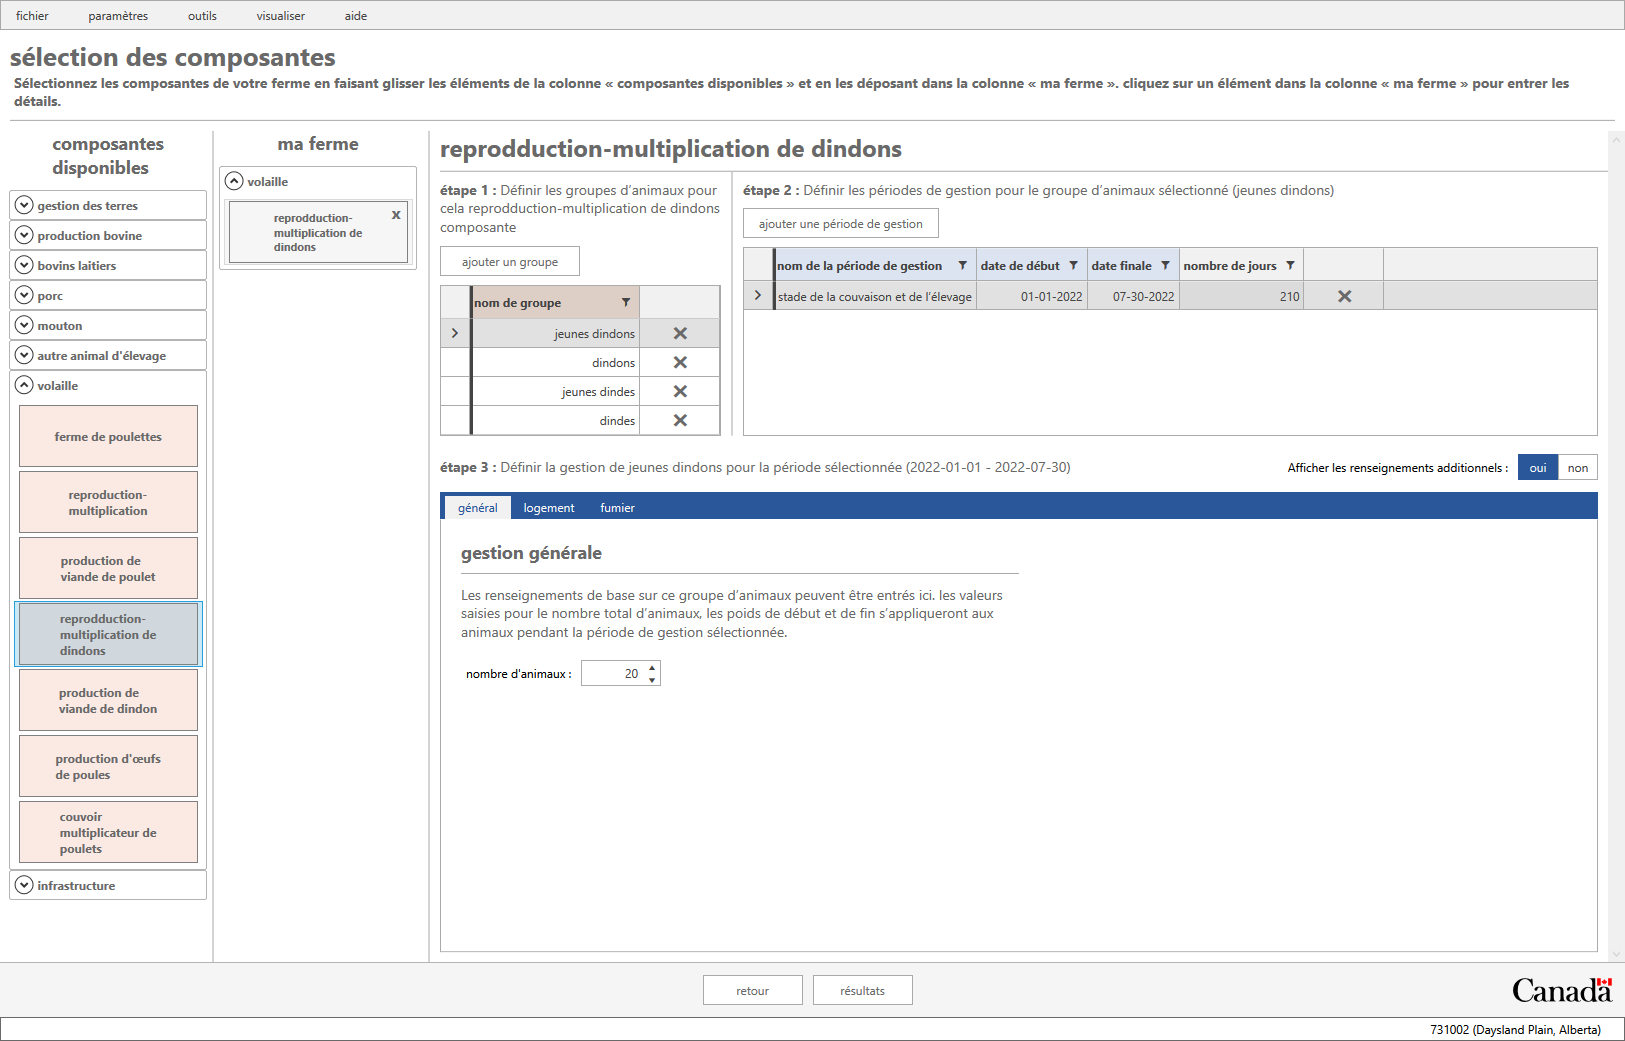 fichier paramètres outils visualiser aide
sélection des composantes
Sélectionnez les composantes de votre ferme en faisant glisser les éléments de la colonne « composantes disponibles » et en les déposant dans la colonne « ma ferme ». cliquez sur un élément dans la colonne « ma ferme » pour entrer les
détails.
composantes
disponibles
gestion des terres
production bovine
bovins laitiers
porc
mouton
autre animal d'élevage
volaille
ferme de poulettes
reproduction-
multiplication
production de
viande de poulet
reprodduction-
multiplication de
dindons
production de
viande de dindon
production d'œufs
de poules
couvoir
multiplicateur de
poulets
infrastructure
ma ferme
volaille
reprodduction-
multiplication de
dindons
x
reprodduction-multiplication de dindons
étape 1 : Définir les groupes d’animaux pour
cela reprodduction-multiplication de dindons
composante
ajouter un groupe
nom de groupe
jeunes dindons
dindons
jeunes dindes
dindes
étape 2 : Définir les périodes de gestion pour le groupe d’animaux sélectionné (jeunes dindons)
ajouter une période de gestion
nom de la période de gestion date de début date finale nombre de jours
stade de la couvaison et de l’élevage 01-01-2022 07-30-2022 210
étape 3 : Définir la gestion de jeunes dindons pour la période sélectionnée (2022-01-01 - 2022-07-30)
Afficher les renseignements additionnels : oui non
général logement fumier
gestion générale
Les renseignements de base sur ce groupe d’animaux peuvent être entrés ici. les valeurs
saisies pour le nombre total d’animaux, les poids de début et de fin s’appliqueront aux
animaux pendant la période de gestion sélectionnée.
nombre d'animaux : 20
retour résultats
Canada
731002 (Daysland Plain, Alberta)